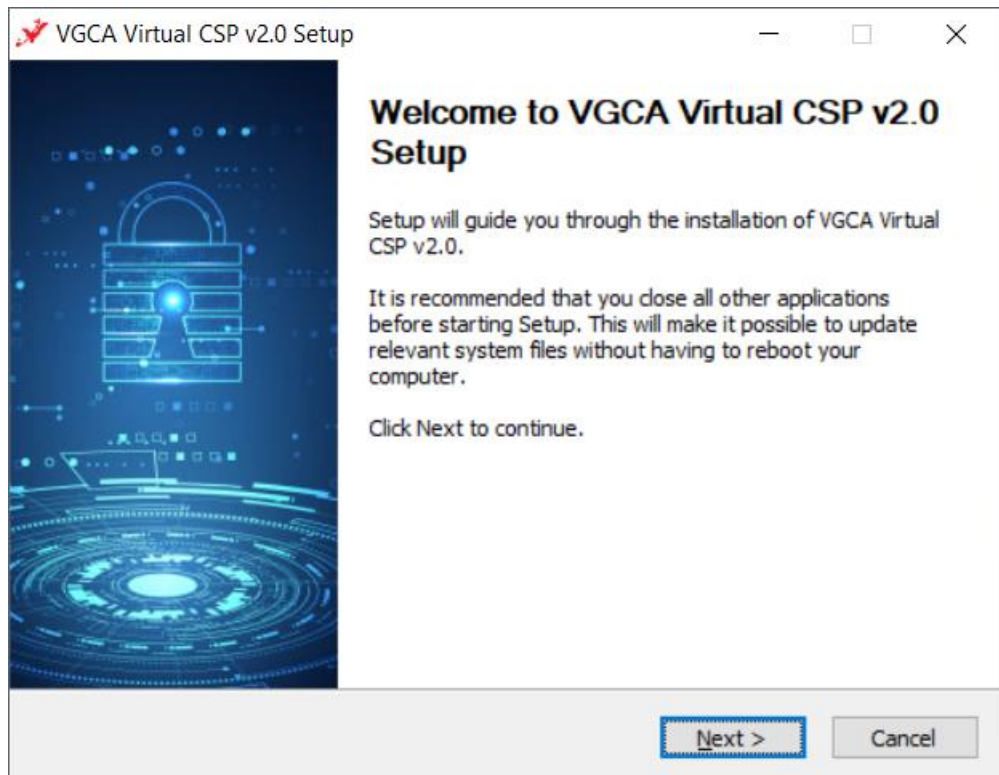 VGCA Virtual CSP v2.0 Setup
Welcome to VGCA Virtual CSP v2.0
Setup
Setup will guide you through the installation of VGCA Virtual
CSP v2.0.
It is recommended that you close all other applications
before starting Setup. This will make it possible to update
relevant system files without having to reboot your
computer.
Click Next to continue.
Next >
Cancel